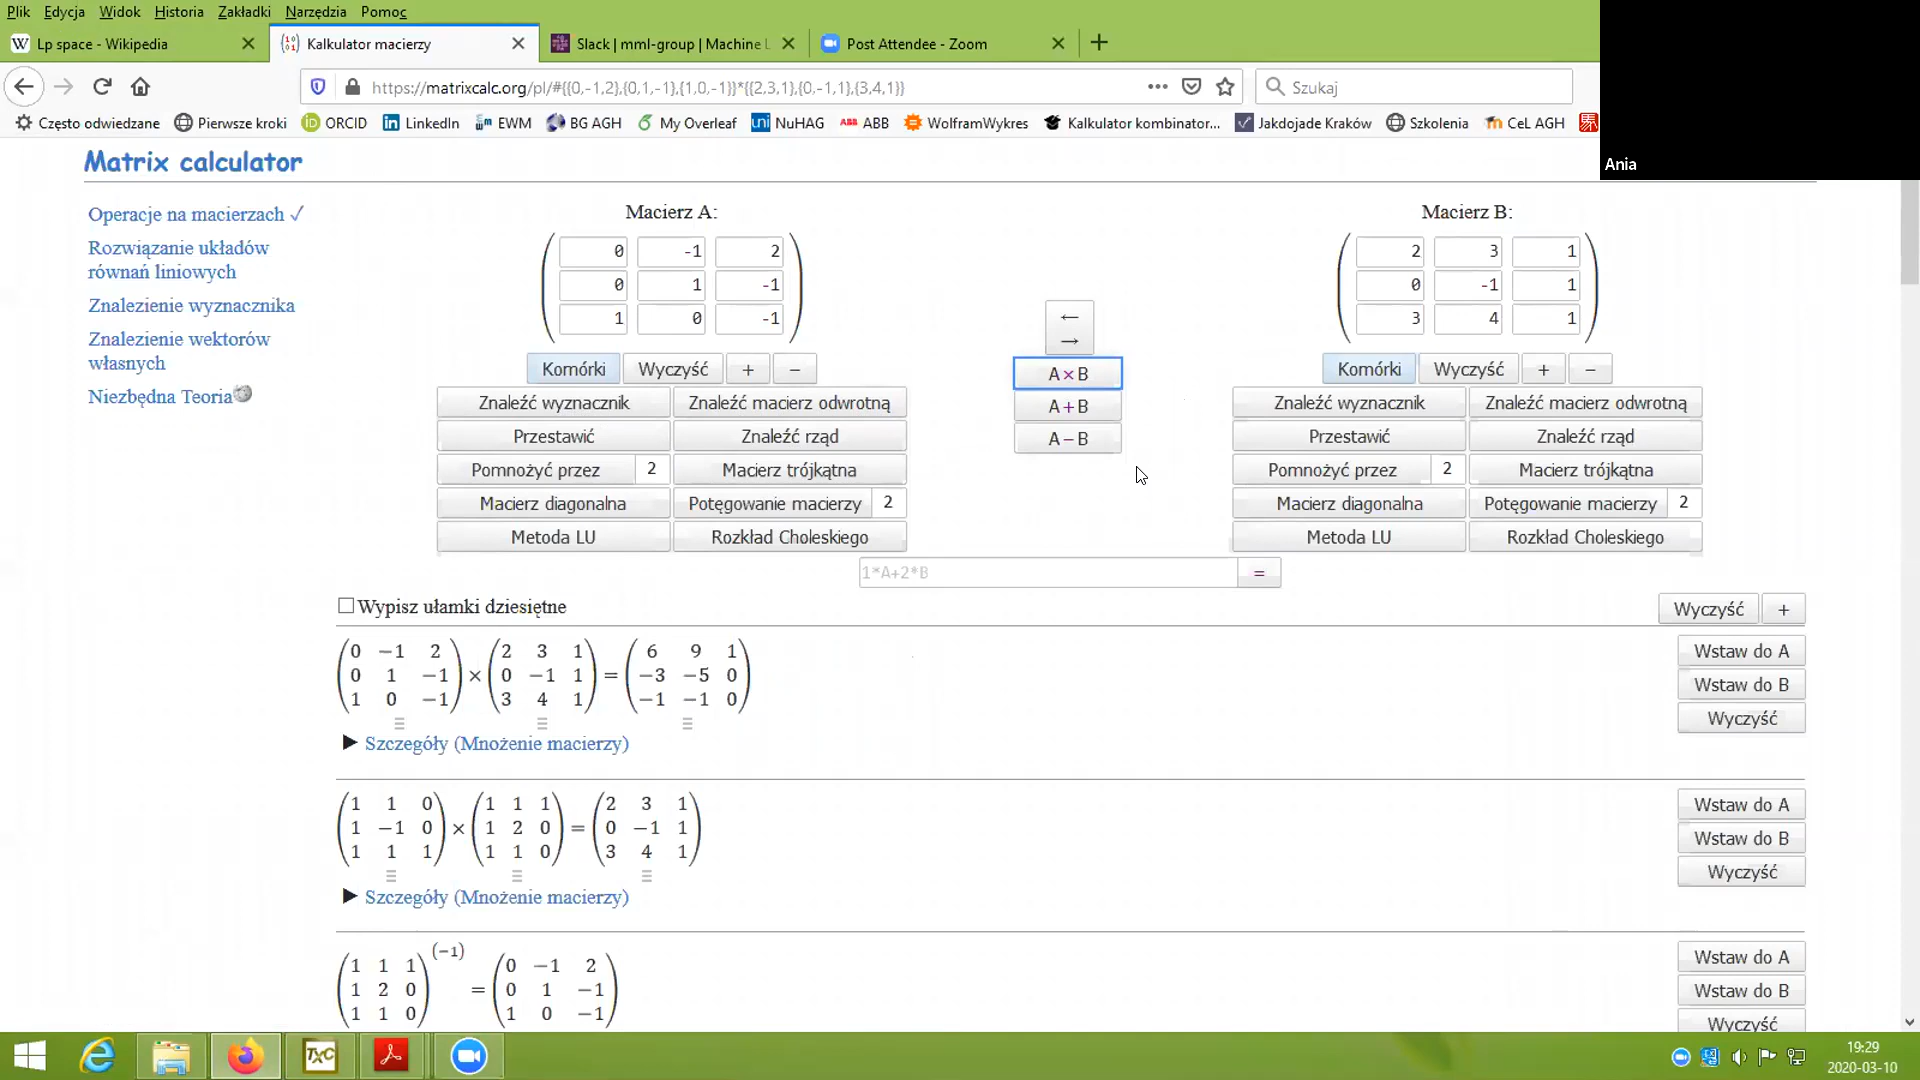 Plik Edycja Widok Historia Zakładki Narzędzia Pomoc
W Lp space - Wikipedia
Kalkulator macierzy
Slack | mml-group | Machine L
Post Attendee - Zoom
https://matrixcalc.org/pl/#{{0,-1,2},{0,1,-1},{1,0,-1}}*{{2,3,1},{0,-1,1},{3,4,1}}
Szukaj
Często odwiedzane Pierwsze kroki ORCID LinkedIn EWM BG AGH My Overleaf NuHAG ABB WolframWykres Kalkulator kombinator... Jakdojade Kraków Szkolenia CeL AGH
Ania
Matrix calculator
Operacje na macierzach ✓
Rozwiązanie układów
równań liniowych
Znalezienie wyznacznika
Znalezienie wektorów
własnych
Niezbędna Teoria
Macierz A:
0 -1 2
0 1 -1
1 0 -1
Komórki Wyczyść + −
Znaleźć wyznacznik Znaleźć macierz odwrotną
Przestawić Znaleźć rząd
Pomnożyć przez 2 Macierz trójkątna
Macierz diagonalna Potęgowanie macierzy 2
Metoda LU Rozkład Choleskiego
←
→
A×B
A+B
A−B
Macierz B:
2 3 1
0 -1 1
3 4 1
Komórki Wyczyść + −
Znaleźć wyznacznik Znaleźć macierz odwrotną
Przestawić Znaleźć rząd
Pomnożyć przez 2 Macierz trójkątna
Macierz diagonalna Potęgowanie macierzy 2
Metoda LU Rozkład Choleskiego
1*A+2*B =
Wypisz ułamki dziesiętne
Wyczyść +
0 −1 2 2 3 1 6 9 1
0 1 −1 × 0 −1 1 = −3 −5 0
1 0 −1 3 4 1 −1 −1 0
▶ Szczegóły (Mnożenie macierzy)
Wstaw do A
Wstaw do B
Wyczyść
1 1 0 1 1 1 2 3 1
1 −1 0 × 1 2 0 = 0 −1 1
1 1 1 1 1 0 3 4 1
▶ Szczegóły (Mnożenie macierzy)
Wstaw do A
Wstaw do B
Wyczyść
(−1)
1 1 1 0 −1 2
1 2 0 = 0 1 −1
1 1 0 1 0 −1
Wstaw do A
Wstaw do B
Wyczyść
TXC
19:29
2020-03-10